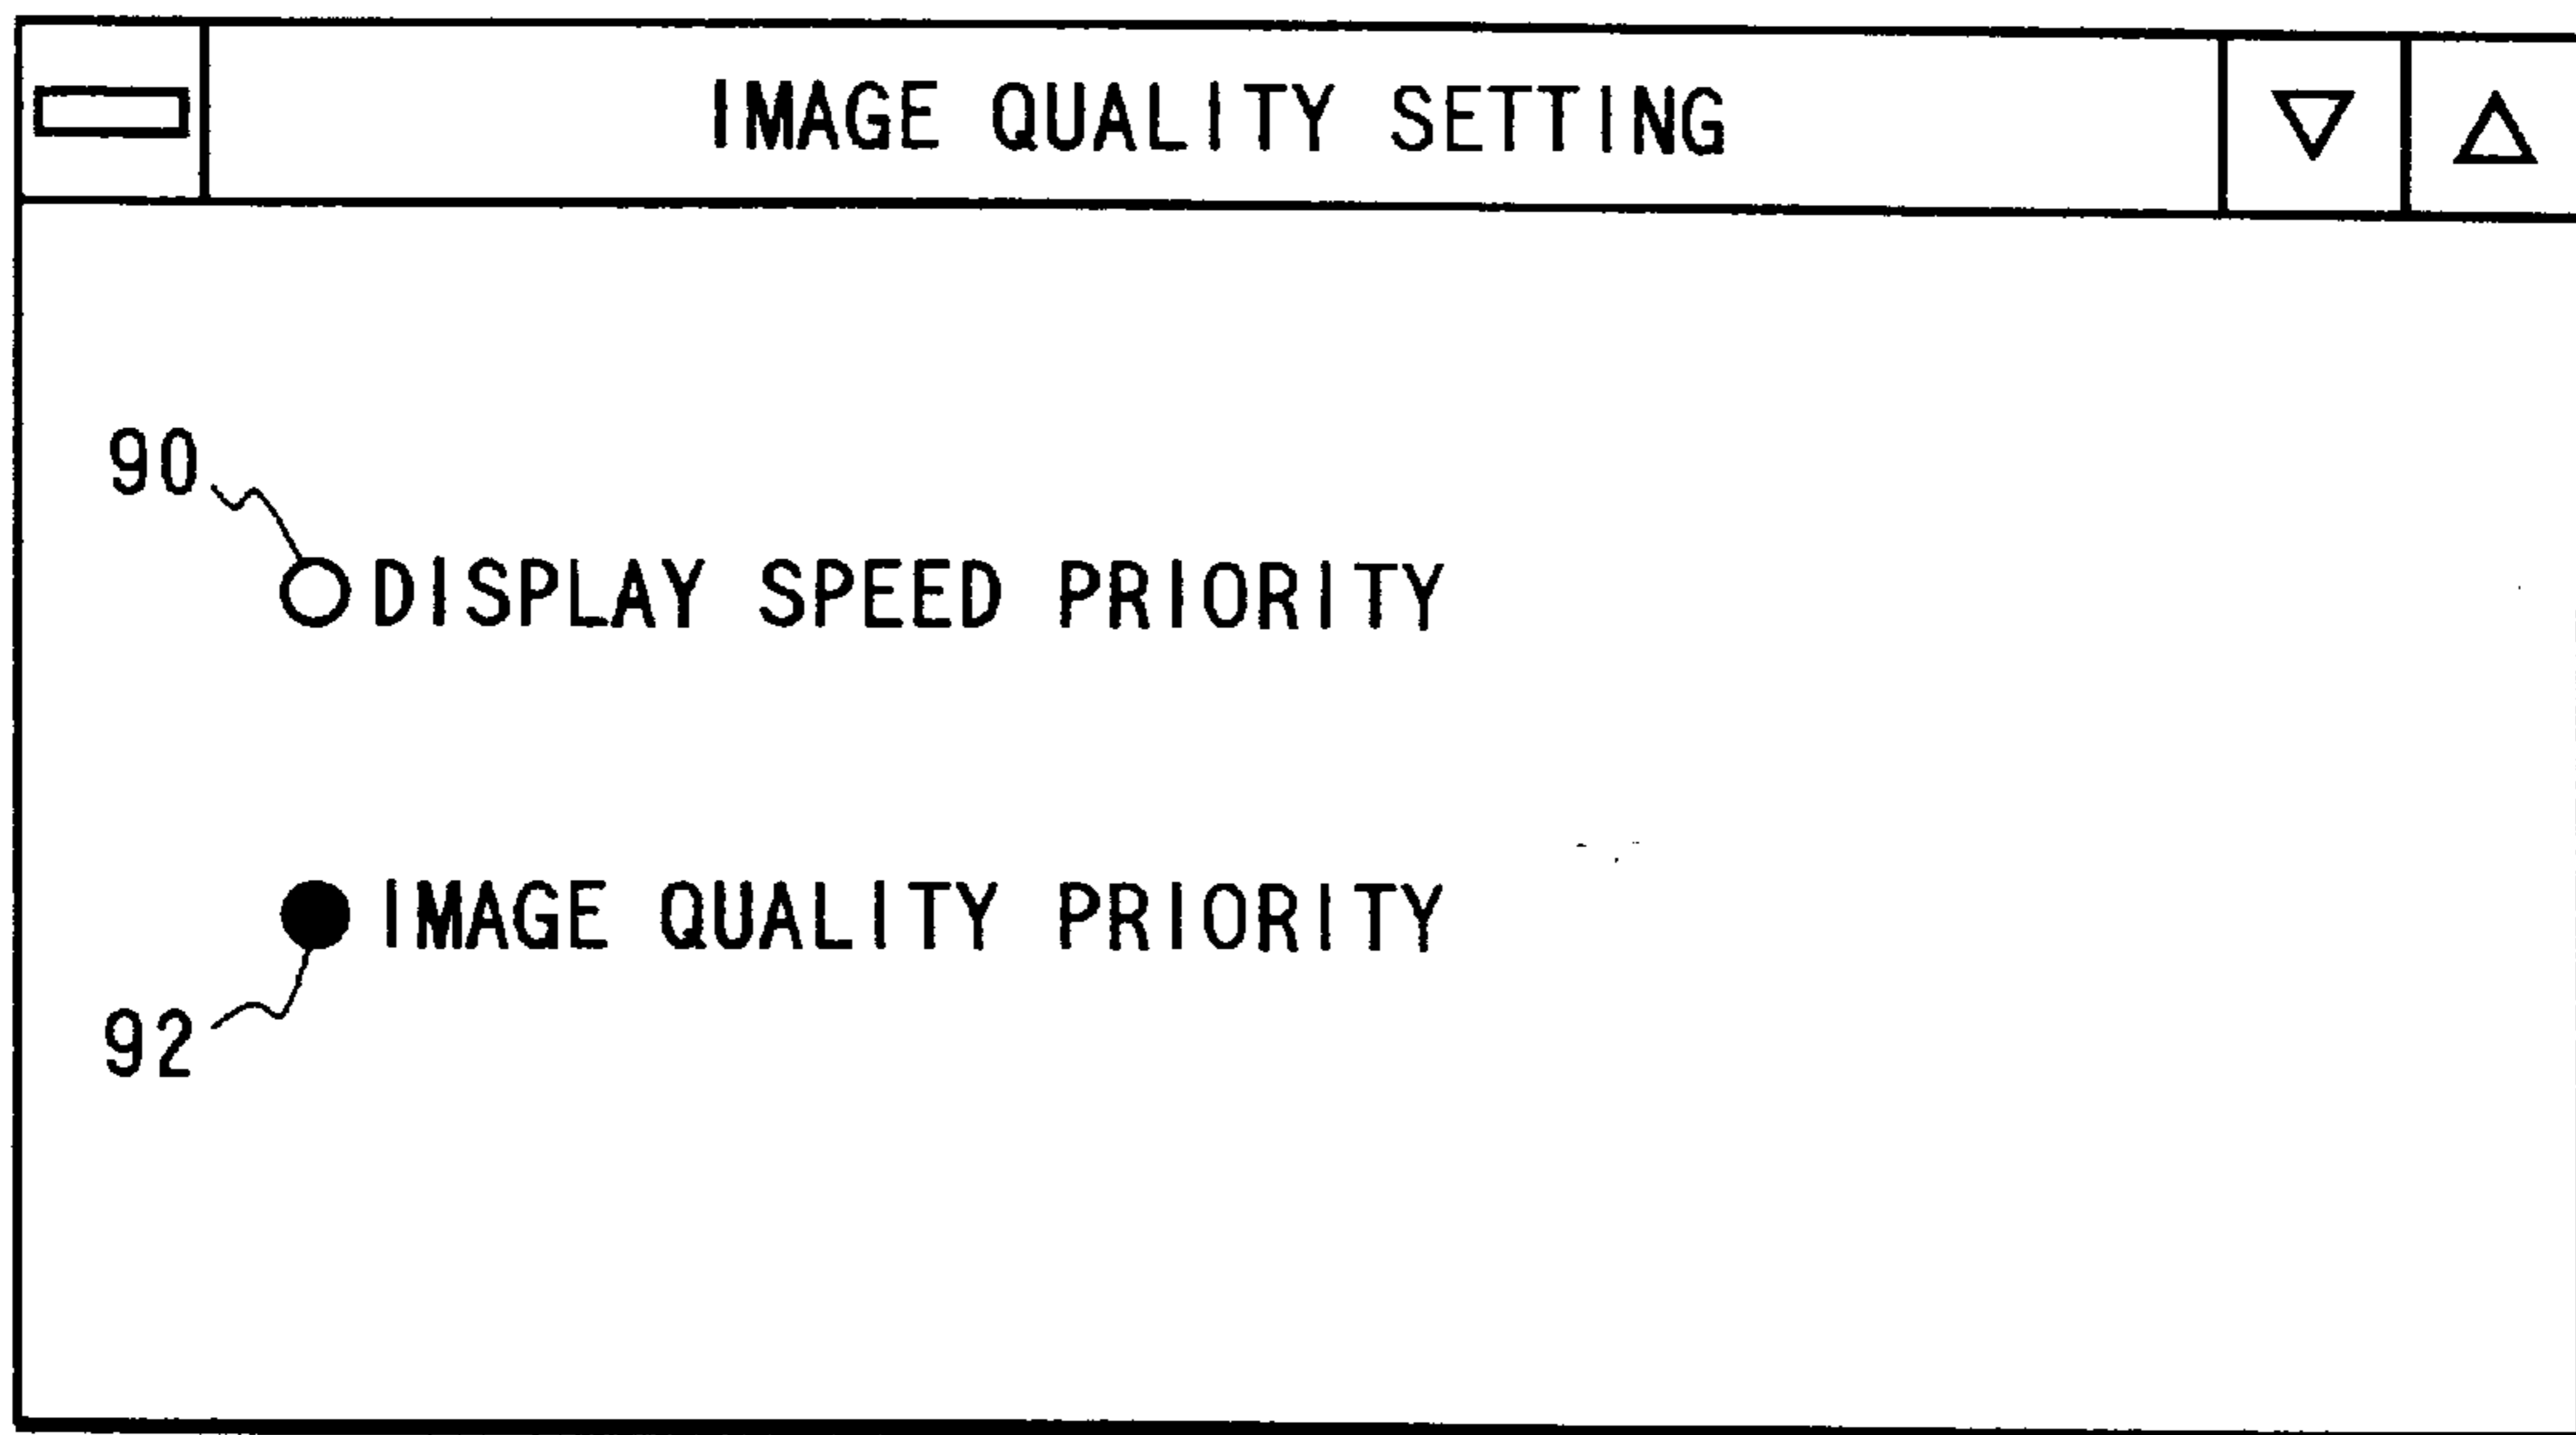 IMAGE QUALITY SETTING
90
DISPLAY SPEED PRIORITY
IMAGE QUALITY PRIORITY
92